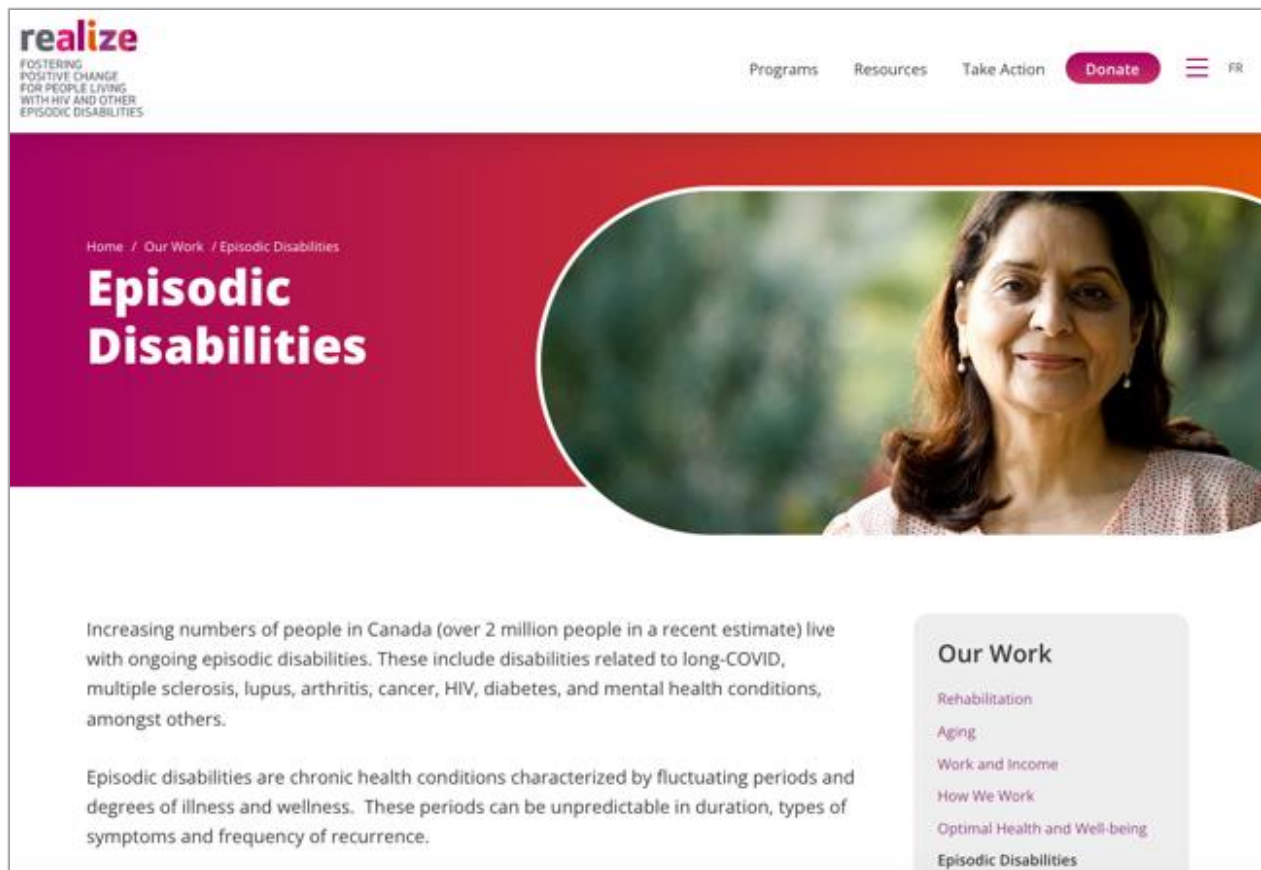 realize
FOSTERING
POSITIVE CHANGE
FOR PEOPLE LIVING
WITH HIV AND OTHER
EPISODIC DISABILITIES
Programs Resources Take Action Donate FR
Home / Our Work / Episodic Disabilities
Episodic
Disabilities
Increasing numbers of people in Canada (over 2 million people in a recent estimate) live
with ongoing episodic disabilities. These include disabilities related to long-COVID,
multiple sclerosis, lupus, arthritis, cancer, HIV, diabetes, and mental health conditions,
amongst others.
Episodic disabilities are chronic health conditions characterized by fluctuating periods and
degrees of illness and wellness.  These periods can be unpredictable in duration, types of
symptoms and frequency of recurrence.
Our Work
Rehabilitation
Aging
Work and Income
How We Work
Optimal Health and Well-being
Episodic Disabilities